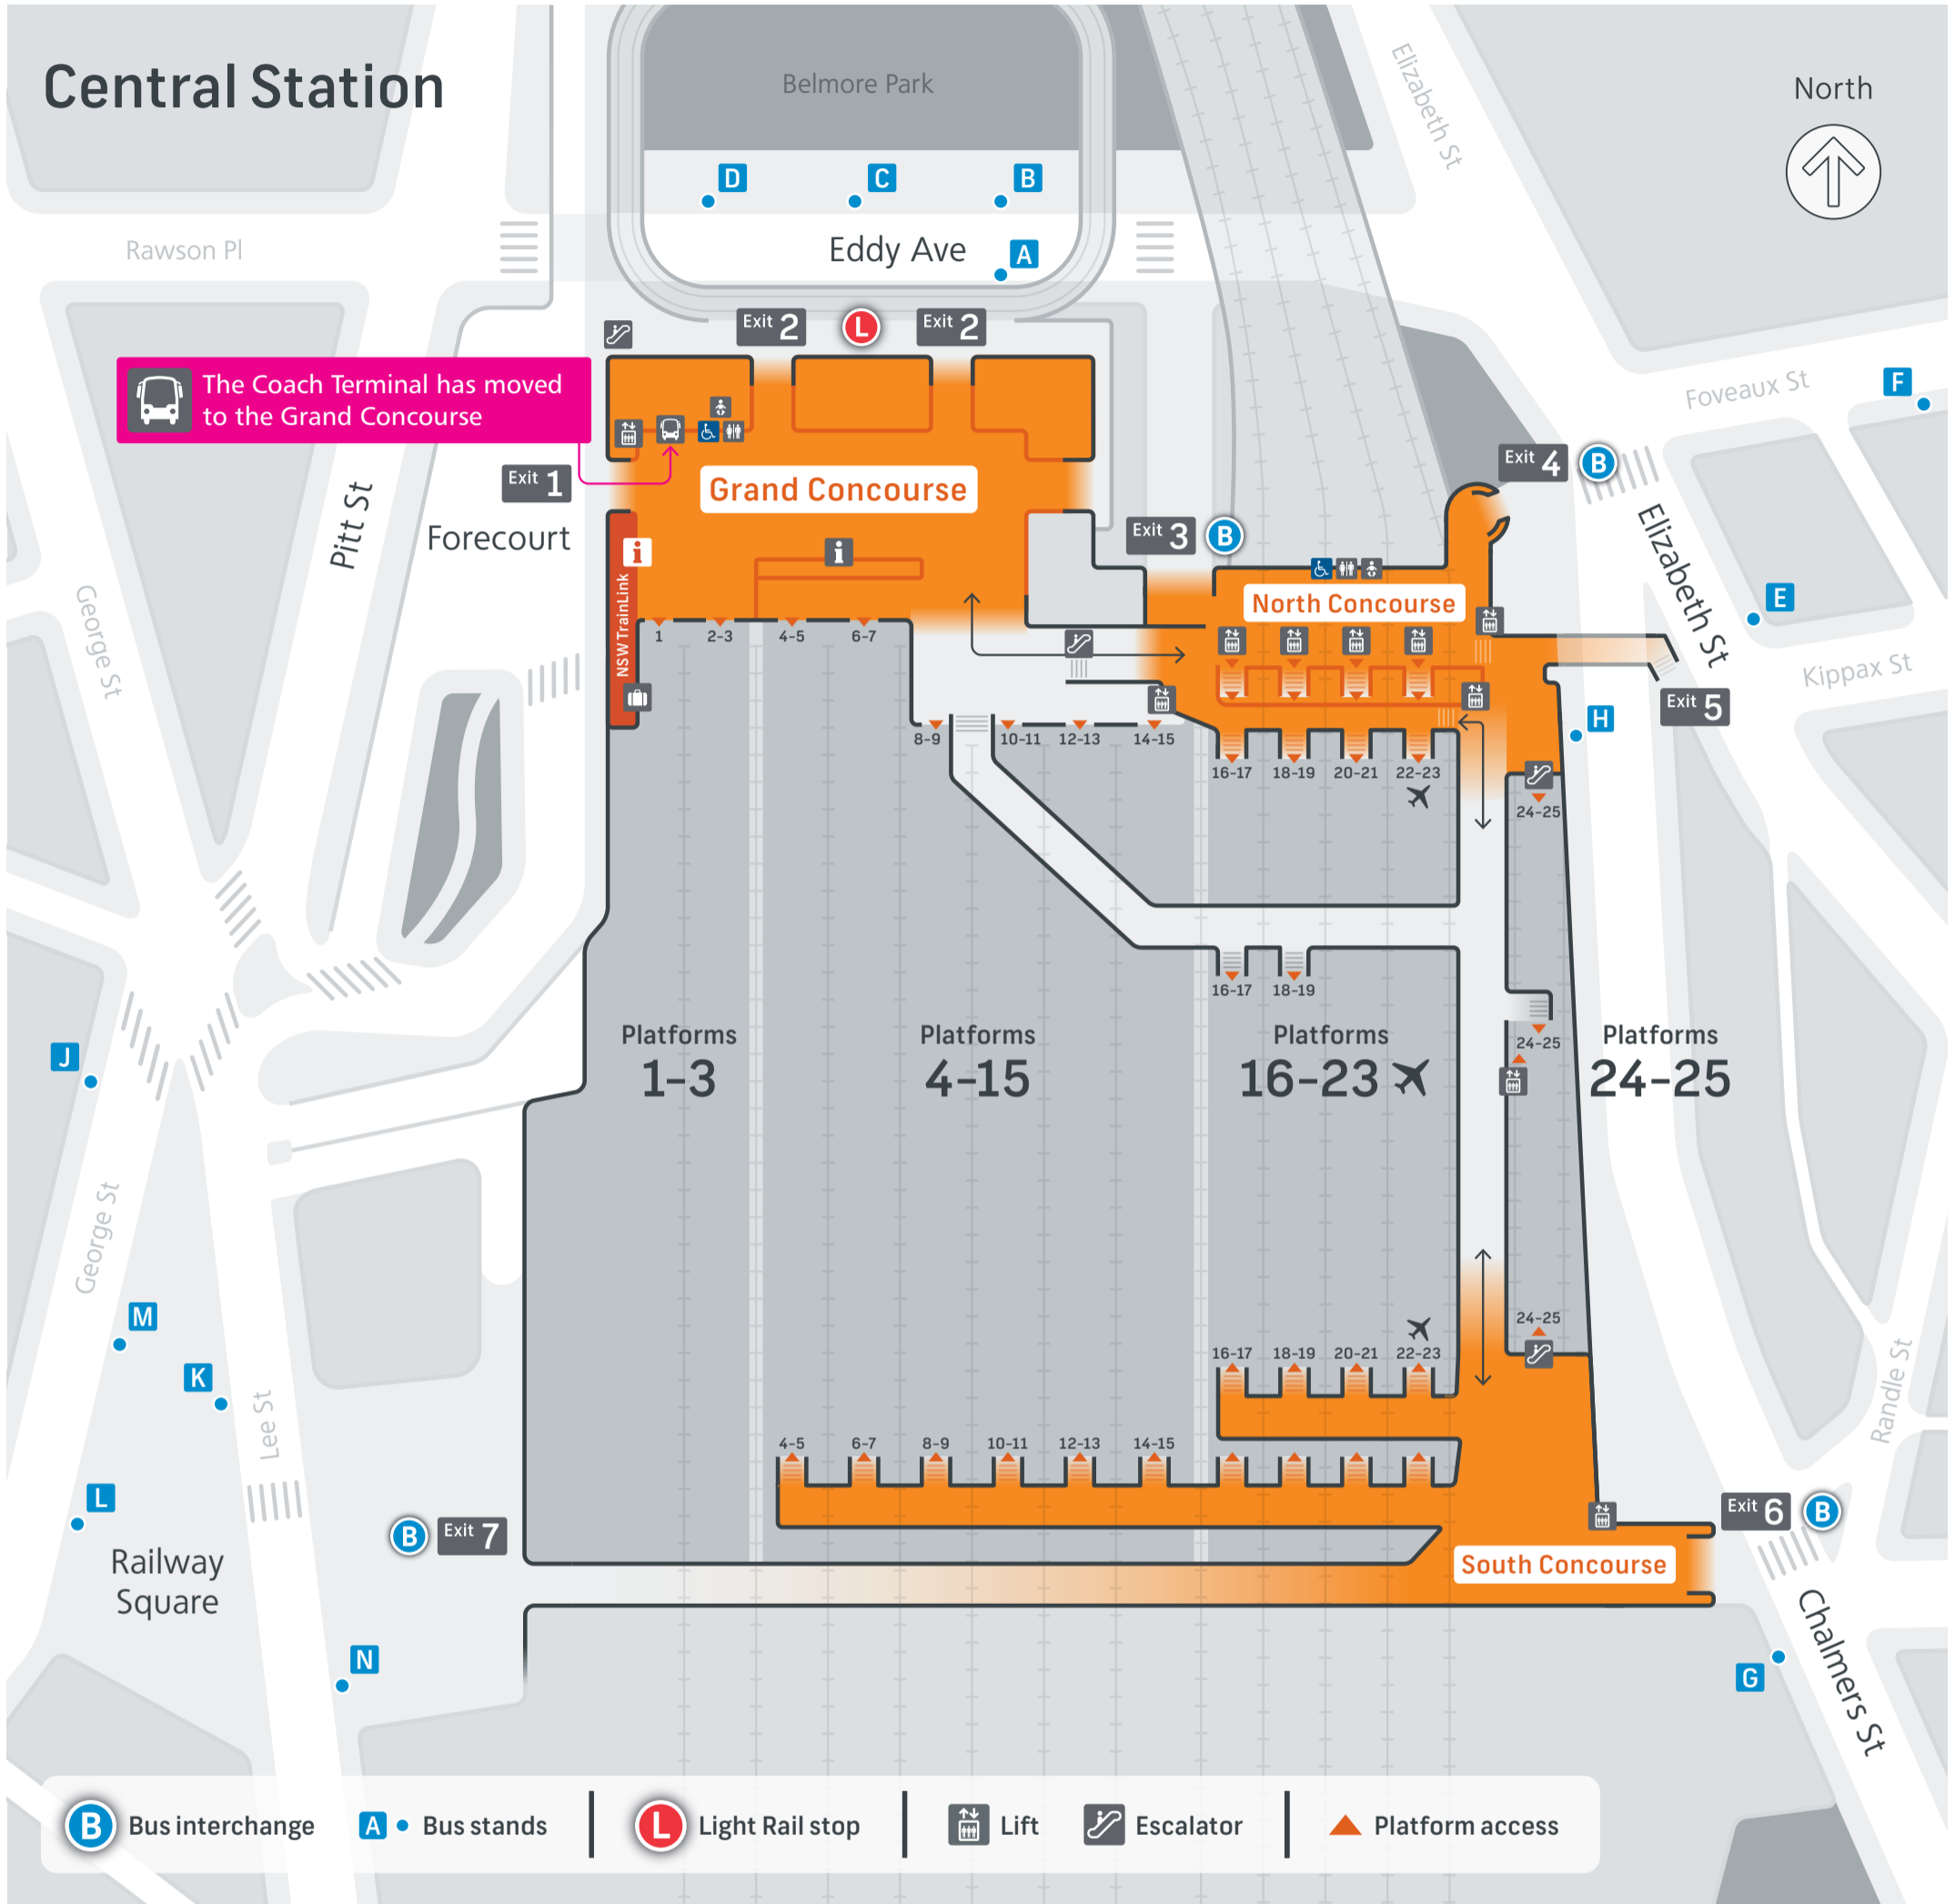 Central Station
Belmore Park
Elizabeth St
North
D
C
B
A
Eddy Ave
Rawson Pl
Exit 2
L
Exit 2
The Coach Terminal has moved
to the Grand Concourse
Foveaux St
F
Exit 1
Grand Concourse
Exit 4
B
Pitt St
Forecourt
Exit 3
B
Elizabeth St
George St
NSW TrainLink
i
i
North Concourse
E
1
2-3
4-5
6-7
Kippax St
Exit 5
H
8-9
10-11
12-13
14-15
16-17
18-19
20-21
22-23
24-25
16-17
18-19
24-25
J
Platforms
1-3
Platforms
4-15
Platforms
16-23
Platforms
24-25
George St
M
K
Lee St
24-25
16-17
18-19
20-21
22-23
Randle St
4-5
6-7
8-9
10-11
12-13
14-15
L
B
Exit 7
Exit 6
B
Railway
Square
South Concourse
N
G
Chalmers St
B
Bus interchange
A
Bus stands
L
Light Rail stop
Lift
Escalator
Platform access